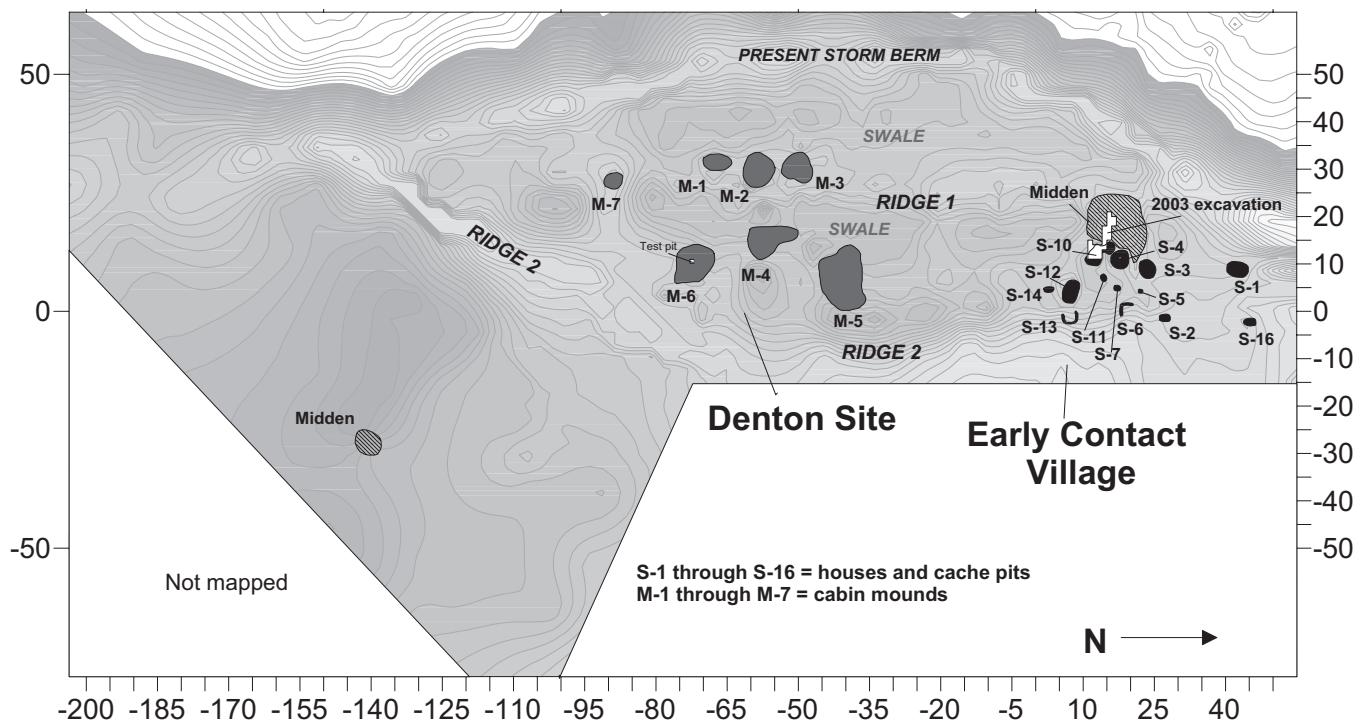 PRESENT STORM BERM
50
50
40
SWALE
30
M-1
M-2
M-3
M-7
RIDGE 1
Midden
2003 excavation
20
SWALE
RIDGE 2
Test pit
S-10
S-4
10
M-6
M-4
S-12
S-3
S-1
S-14
S-5
0
0
M-5
S-13
S-11
S-6
S-2
S-16
S-7
RIDGE 2
-10
Denton Site
-20
Early Contact
Village
Midden
-30
-40
-50
-50
Not mapped
S-1 through S-16 = houses and cache pits
M-1 through M-7 = cabin mounds
N
-200 -185 -170 -155 -140 -125 -110 -95 -80 -65 -50 -35 -20 -5 10 25 40